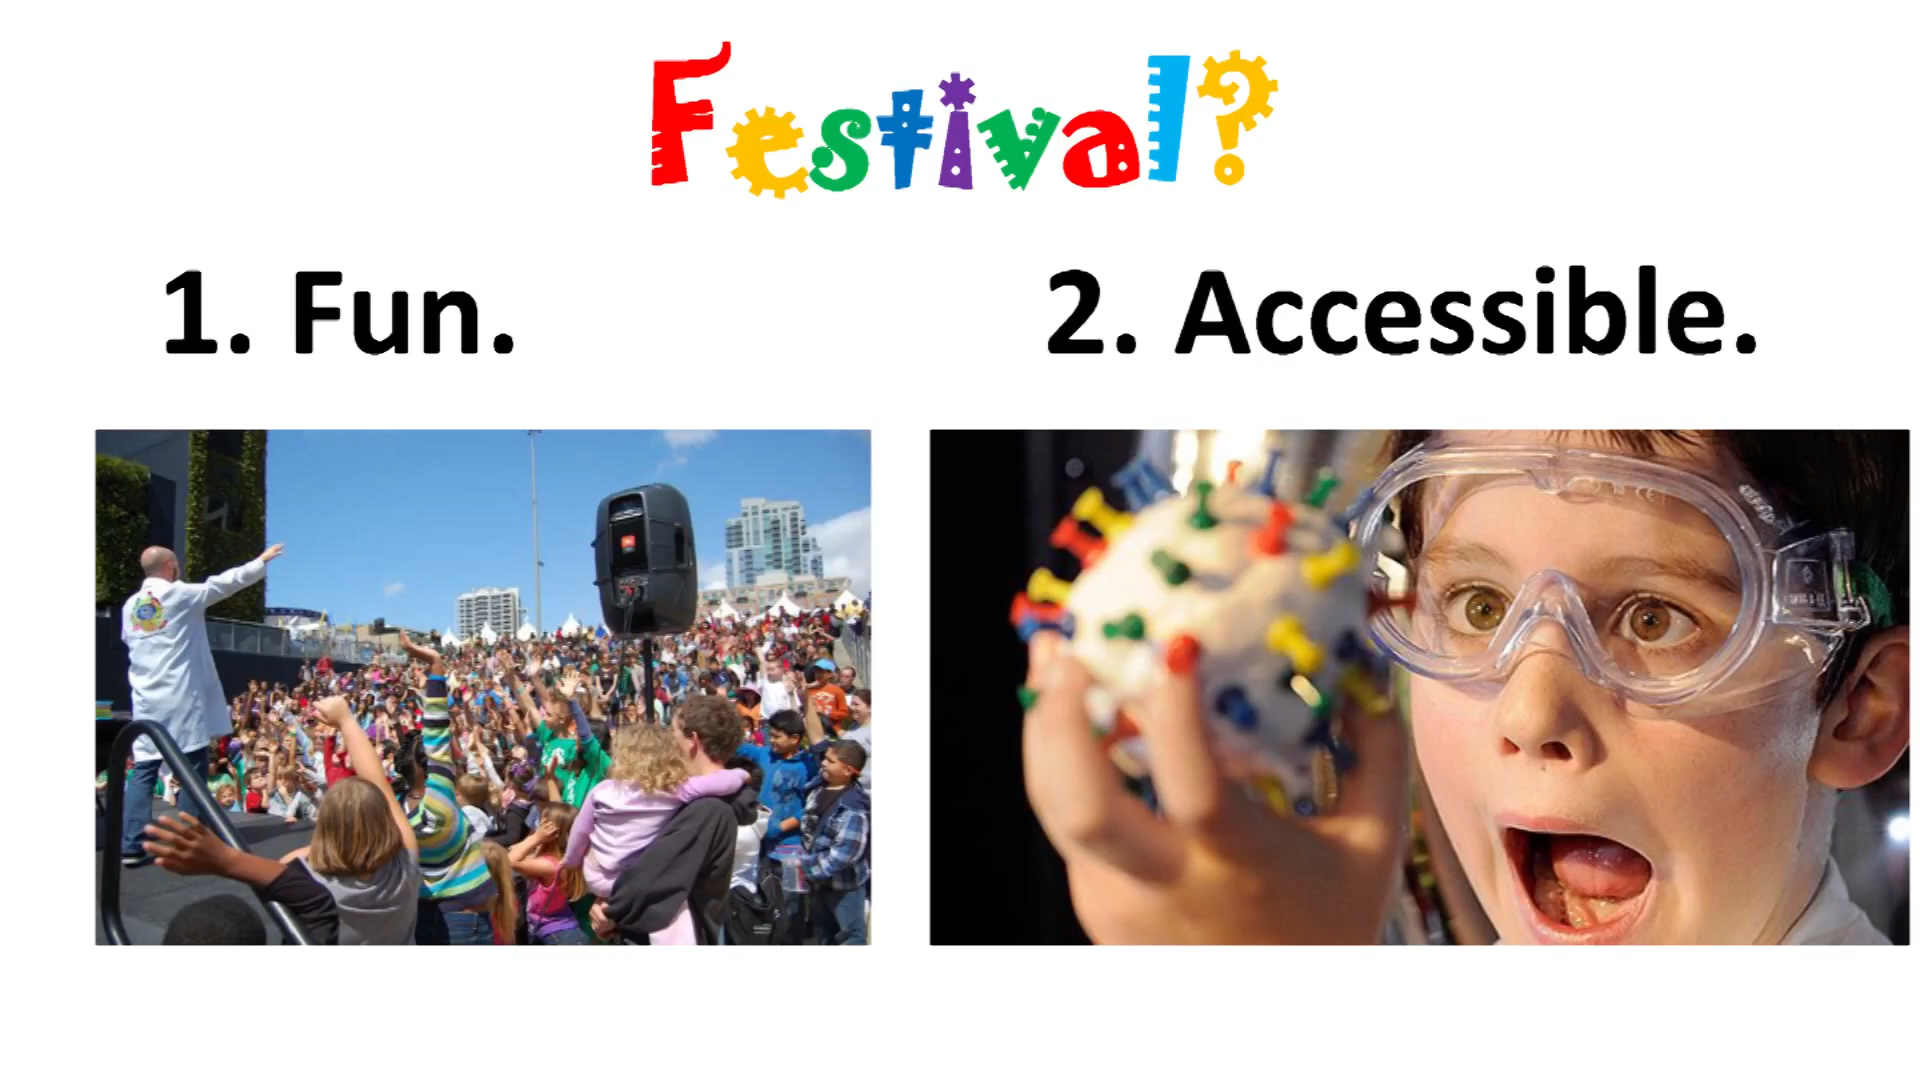 Festival?
1. Fun.
2. Accessible.